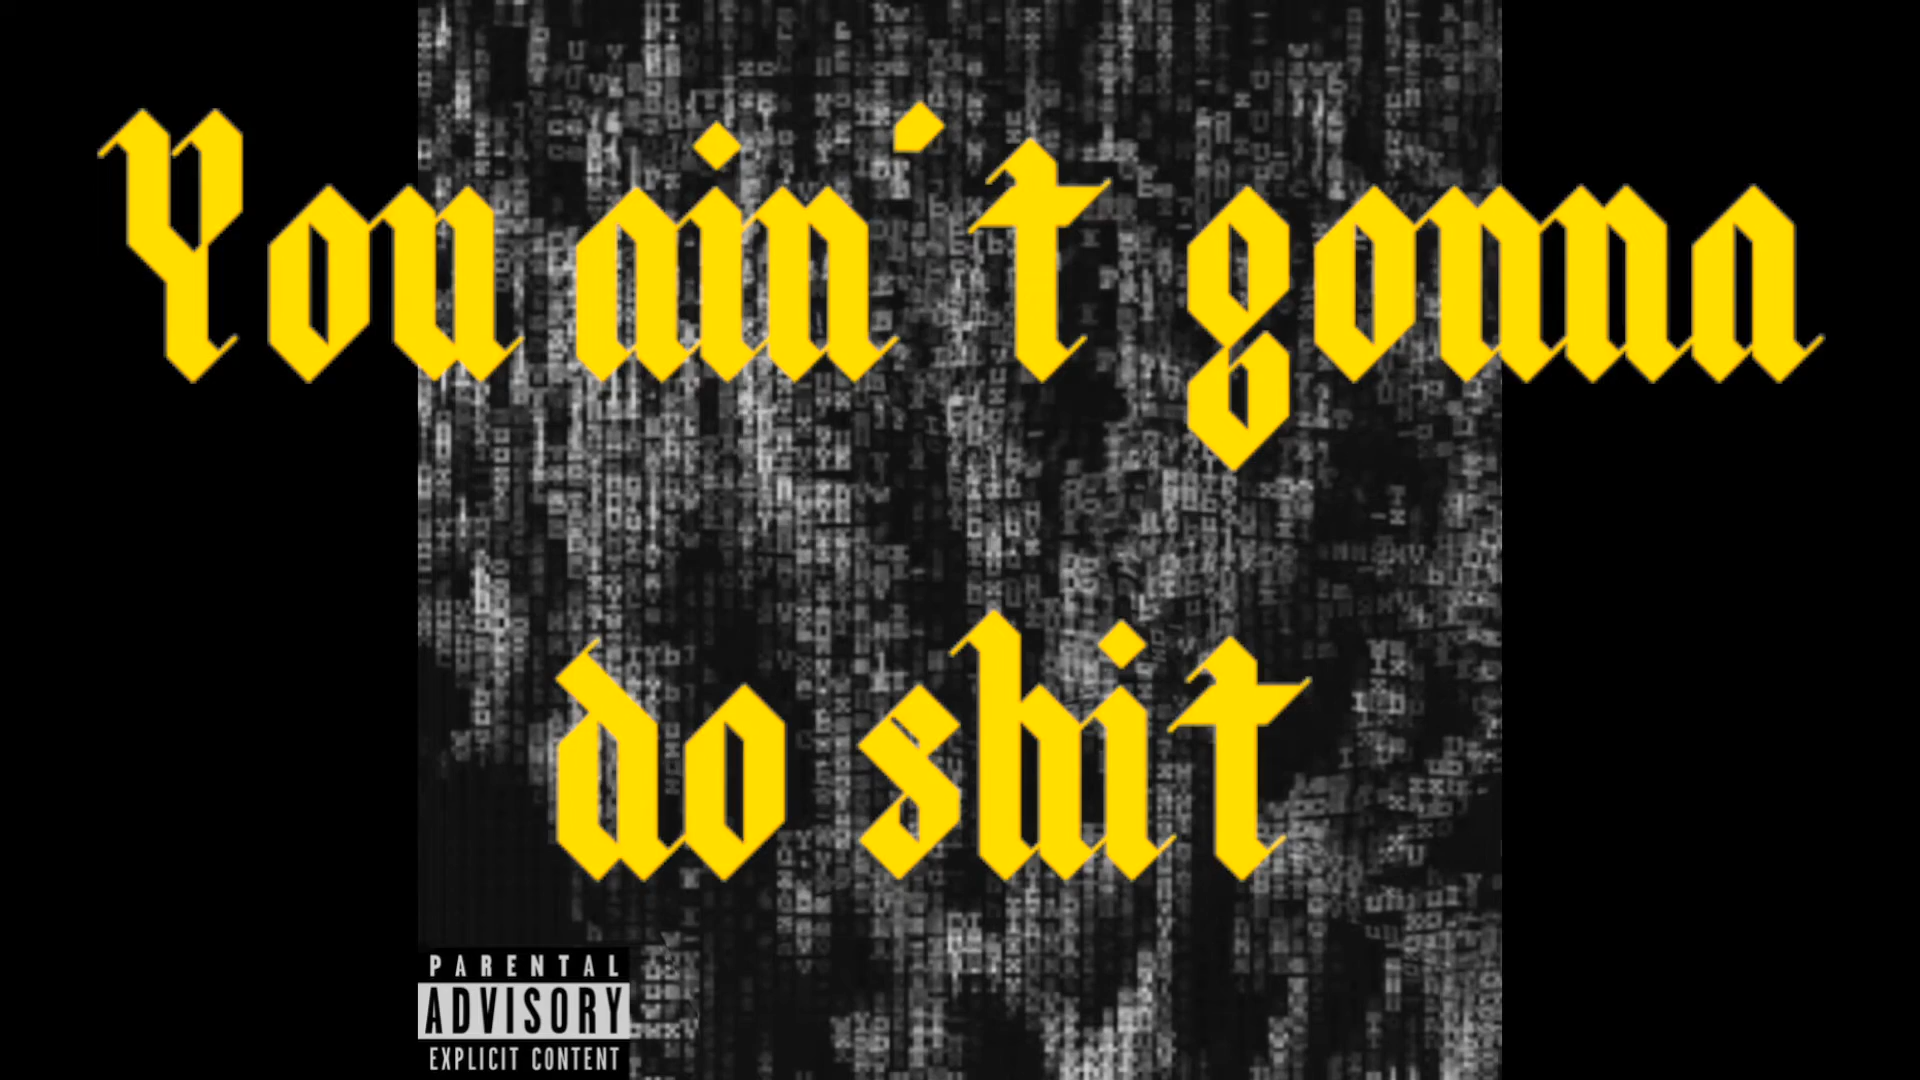 You ain´t gonna
do shit
PARENTAL
ADVISORY
EXPLICIT CONTENT